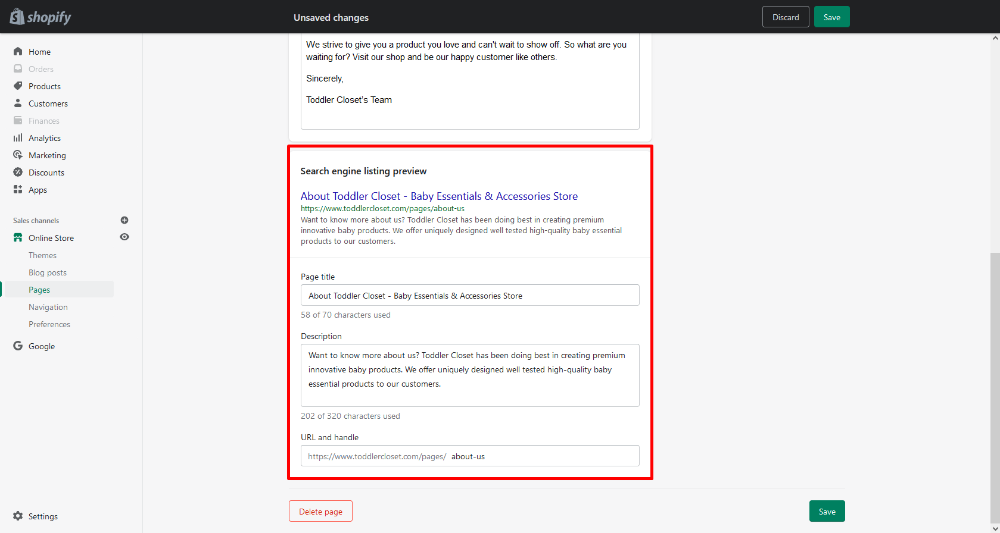 shopify
Unsaved changes
Discard
Save
Home
Orders
Products
Customers
Finances
Analytics
Marketing
Discounts
Apps
Sales channels
Online Store
Themes
Blog posts
Pages
Navigation
Preferences
Google
Settings
We strive to give you a product you love and can't wait to show off. So what are you
waiting for? Visit our shop and be our happy customer like others.
Sincerely,
Toddler Closet's Team
Search engine listing preview
About Toddler Closet - Baby Essentials & Accessories Store
https://www.toddlercloset.com/pages/about-us
Want to know more about us? Toddler Closet has been doing best in creating premium
innovative baby products. We offer uniquely designed well tested high-quality baby essential
products to our customers.
Page title
About Toddler Closet - Baby Essentials & Accessories Store
58 of 70 characters used
Description
Want to know more about us? Toddler Closet has been doing best in creating premium
innovative baby products. We offer uniquely designed well tested high-quality baby
essential products to our customers.
202 of 320 characters used
URL and handle
https://www.toddlercloset.com/pages/ about-us
Delete page
Save